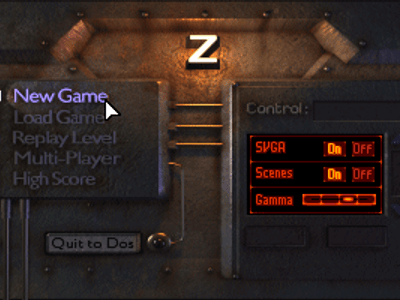 Z
New Game
Load Game
Replay Level
Multi-Player
High Score
Quit to Dos
Control:
SVGA On Off
Scenes On Off
Gamma